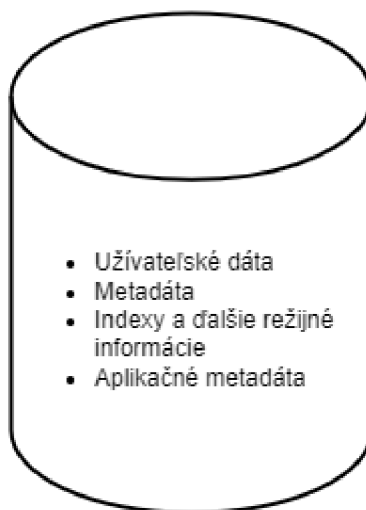 • Užívateľské dáta
• Metadáta
• Indexy a ďalšie režijné
informácie
• Aplikačné metadáta